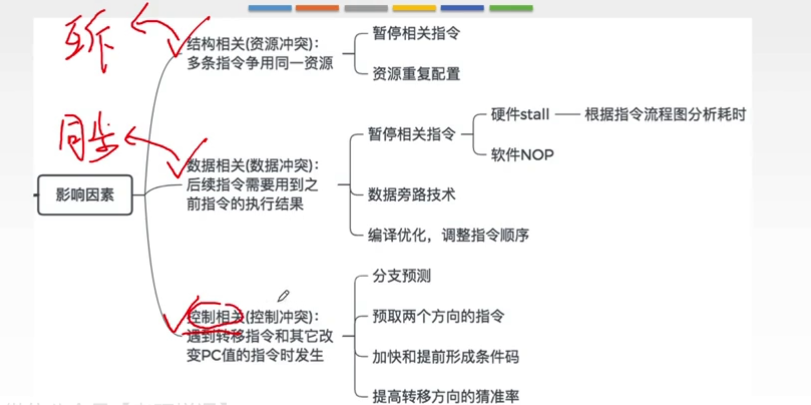 互斥
结构相关(资源冲突)：
多条指令争用同一资源
暂停相关指令
资源重复配置
同步
数据相关(数据冲突)：
后续指令需要用到之
前指令的执行结果
暂停相关指令
硬件stall
根据指令流程图分析耗时
软件NOP
数据旁路技术
编译优化，调整指令顺序
影响因素
控制相关(控制冲突)：
遇到转移指令和其它改
变PC值的指令时发生
分支预测
预取两个方向的指令
加快和提前形成条件码
提高转移方向的猜准率